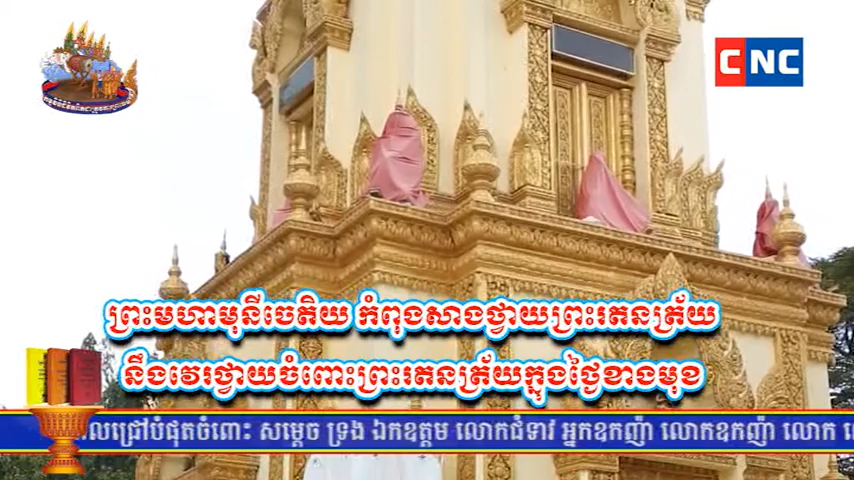 CNC
ព្រះមហាមុនីចេតិយ កំពុងសាងថ្វាយព្រះរតនត្រ័យ
នឹងវេរថ្វាយចំពោះព្រះរតនត្រ័យក្នុងថ្ងៃខាងមុខ
លជ្រៅបំផុតចំពោះ សម្តេច ទ្រង់ ឯកឧត្តម លោកជំទាវ អ្នកឧកញ៉ា លោកឧកញ៉ា លោក